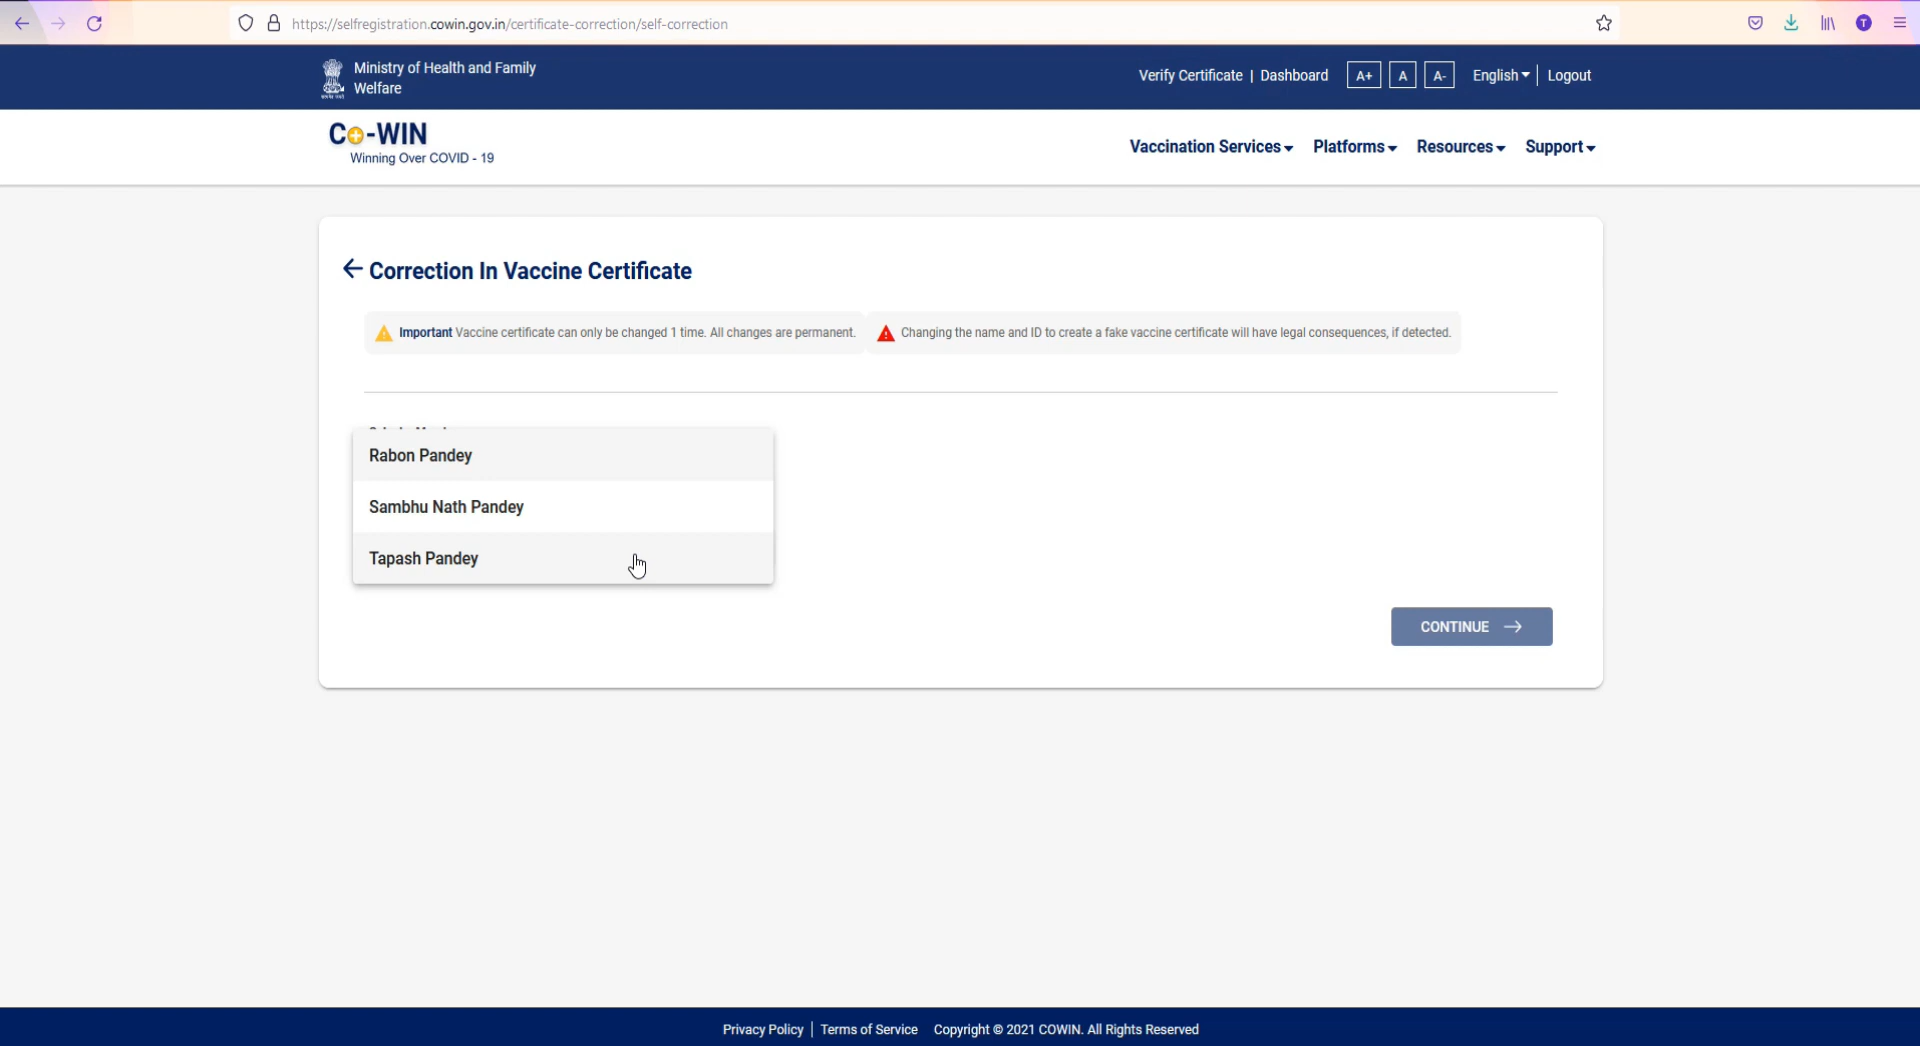 https://selfregistration.cowin.gov.in/certificate-correction/self-correction
T
Ministry of Health and Family
Welfare
Verify Certificate | Dashboard A+ A A- English Logout
Co-WIN
Winning Over COVID - 19
Vaccination Services Platforms Resources Support
Correction In Vaccine Certificate
Important Vaccine certificate can only be changed 1 time. All changes are permanent.
Changing the name and ID to create a fake vaccine certificate will have legal consequences, if detected.
Rabon Pandey
Sambhu Nath Pandey
Tapash Pandey
CONTINUE
Privacy Policy | Terms of Service Copyright © 2021 COWIN. All Rights Reserved